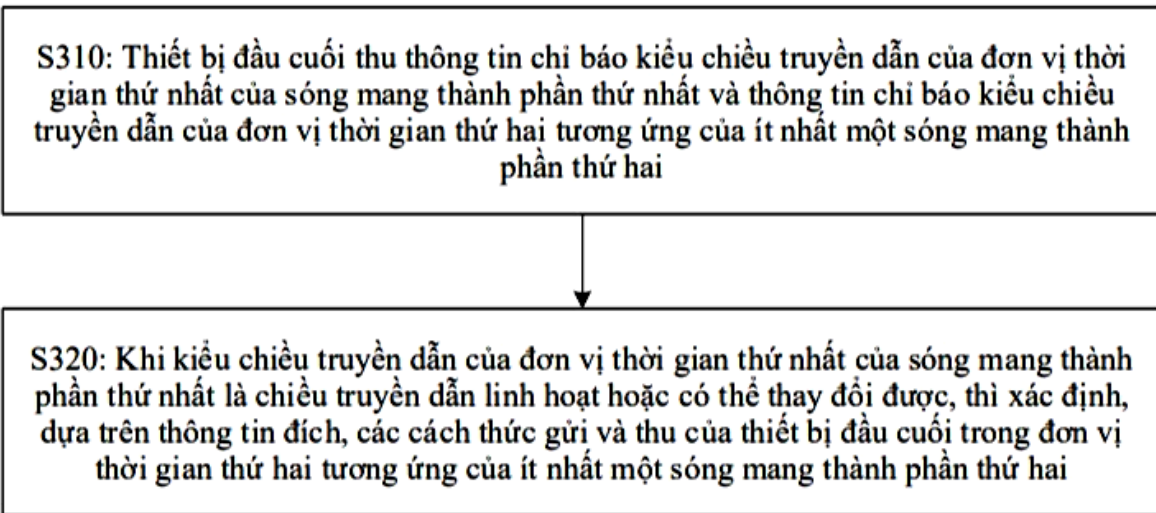 S310: Thiết bị đầu cuối thu thông tin chỉ báo kiểu chiều truyền dẫn của đơn vị thời
gian thứ nhất của sóng mang thành phần thứ nhất và thông tin chỉ báo kiểu chiều
truyền dẫn của đơn vị thời gian thứ hai tương ứng của ít nhất một sóng mang thành
phần thứ hai
S320: Khi kiểu chiều truyền dẫn của đơn vị thời gian thứ nhất của sóng mang thành
phần thứ nhất là chiều truyền dẫn linh hoạt hoặc có thể thay đổi được, thì xác định,
dựa trên thông tin đích, các cách thức gửi và thu của thiết bị đầu cuối trong đơn vị
thời gian thứ hai tương ứng của ít nhất một sóng mang thành phần thứ hai